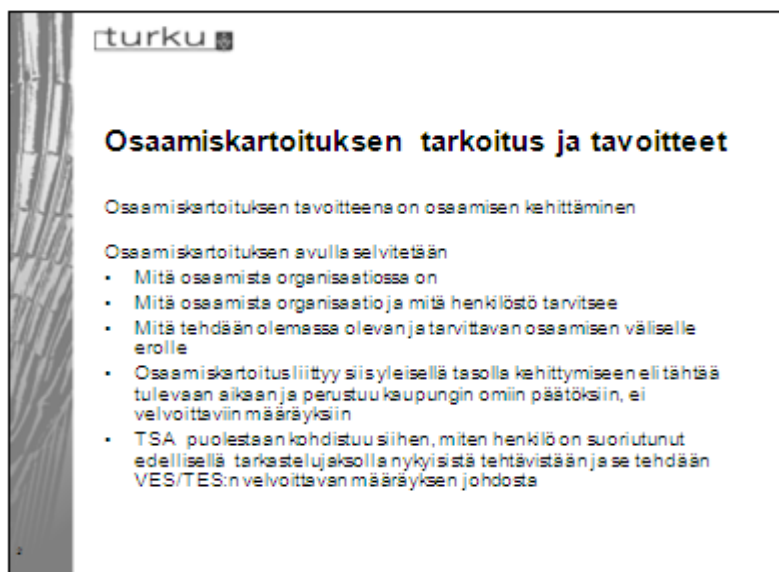 turku
Osaamiskartoituksen tarkoitus ja tavoitteet
Osaamiskartoituksen tavoitteena on osaamisen kehittäminen
Osaamiskartoituksen avulla selvitetään
• Mitä osaamista organisaatiossa on
• Mitä osaamista organisaatio ja mitä henkilöstö tarvitsee
• Mitä tehdään olemassa olevan ja tarvittavan osaamisen väliselle
erolle
• Osaamiskartoitus liittyy siis yleisellä tasolla kehittymiseen eli tähtää
tulevaan aikaan ja perustuu kaupungin omiin päätöksiin, ei
velvoittaviin määräyksiin
• TSA puolestaan kohdistuu siihen, miten henkilö on suoriutunut
edellisellä tarkastelujaksolla nykyisistä tehtävistään ja se tehdään
VES/TES:n velvoittavan määräyksen johdosta
2